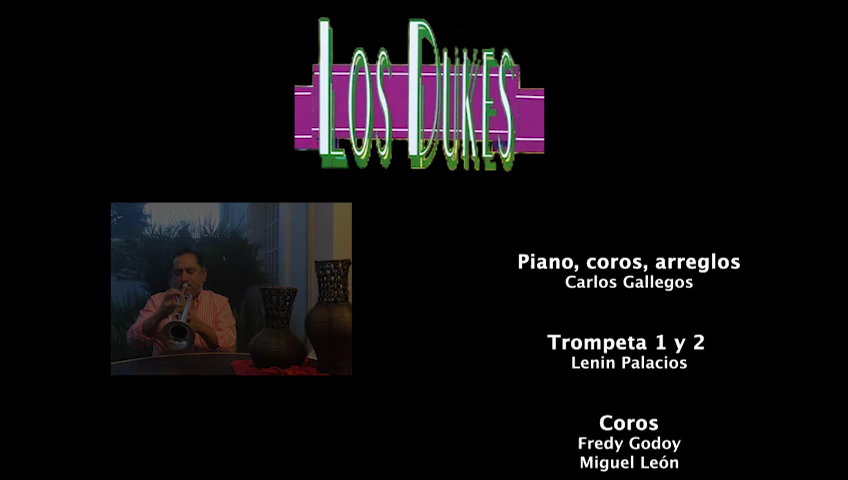 LOS DUKES
Piano, coros, arreglos
Carlos Gallegos
Trompeta 1 y 2
Lenin Palacios
Coros
Fredy Godoy
Miguel León